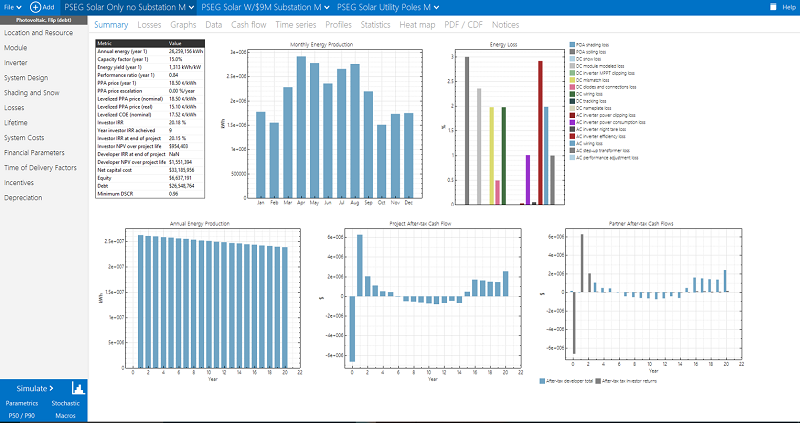 File Add PSEG Solar Only no Substation M PSEG Solar W/$9M Substation M PSEG Solar Utility Poles M Help
Photovoltaic, Flip (debt)
Location and Resource
Module
Inverter
System Design
Shading and Snow
Losses
Lifetime
System Costs
Financial Parameters
Time of Delivery Factors
Incentives
Depreciation
Simulate >
Parametrics Stochastic
P50 / P90 Macros
Summary Losses Graphs Data Cash flow Time series Profiles Statistics Heat map PDF / CDF Notices
Metric Value
Annual energy (year 1) 26,259,156 kWh
Capacity factor (year 1) 15.0%
Energy yield (year 1) 1,313 kWh/kW
Performance ratio (year 1) 0.84
PPA price (year 1) 18.50 ¢/kWh
PPA price escalation 0.00 %/year
Levelized PPA price (nominal) 18.50 ¢/kWh
Levelized PPA price (real) 15.10 ¢/kWh
Levelized COE (nominal) 17.52 ¢/kWh
Investor IRR 20.18 %
Year investor IRR acheived 9
Investor IRR at end of project 20.15 %
Investor NPV over project life $954,403
Developer IRR at end of project NaN
Developer NPV over project life $1,551,394
Net capital cost $33,185,956
Equity $6,637,191
Debt $26,548,764
Minimum DSCR 0.96
Monthly Energy Production
kWh
3e+006
2.5e+006
2e+006
1.5e+006
1e+006
500000
0
Jan Feb Mar Apr May Jun Jul Aug Sep Oct Nov Dec
Energy Loss
%
3
2.5
2
1.5
1
0.5
0
POA shading loss
POA soiling loss
DC snow loss
DC module modeled loss
DC inverter MPPT clipping loss
DC mismatch loss
DC diodes and connections loss
DC wiring loss
DC tracking loss
DC nameplate loss
AC inverter power clipping loss
AC inverter power consumption loss
AC inverter night tare loss
AC inverter efficiency loss
AC wiring loss
AC step-up transformer loss
AC performance adjustment loss
Annual Energy Production
kWh
2.5e+007
2e+007
1.5e+007
1e+007
5e+006
0
0 2 4 6 8 10 12 14 16 18 20 22
Year
Project After-tax Cash Flow
$
6e+006
4e+006
2e+006
0
-2e+006
-4e+006
-6e+006
0 2 4 6 8 10 12 14 16 18 20 22
Year
Partner After-tax Cash Flows
$
6e+006
4e+006
2e+006
0
-2e+006
-4e+006
-6e+006
0 2 4 6 8 10 12 14 16 18 20 22
Year
After-tax developer total After-tax tax investor returns